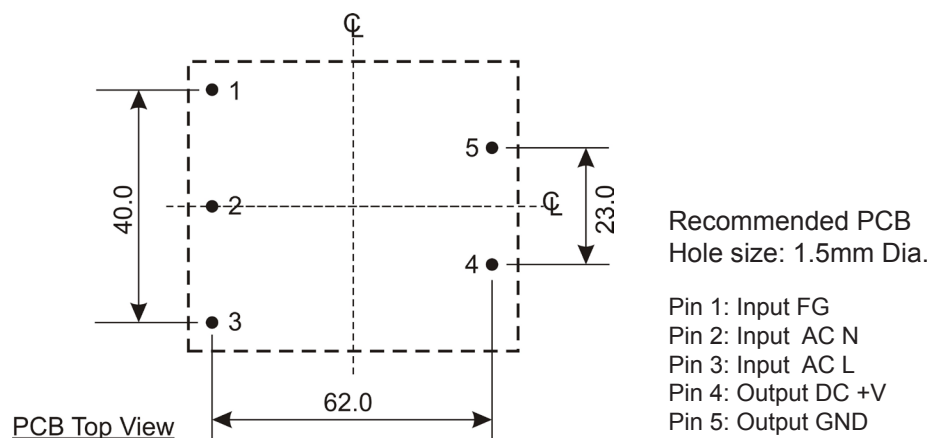 ℄
1
5
40.0
2
℄
23.0
4
3
62.0
PCB Top View
Recommended PCB
Hole size: 1.5mm Dia.
Pin 1: Input FG
Pin 2: Input AC N
Pin 3: Input AC L
Pin 4: Output DC +V
Pin 5: Output GND